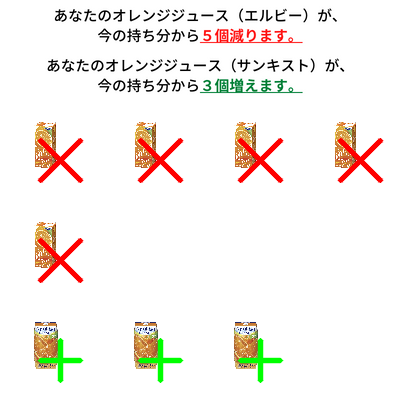 あなたのオレンジジュース（エルビー）が、
今の持ち分から５個減ります。
あなたのオレンジジュース（サンキスト）が、
今の持ち分から３個増えます。